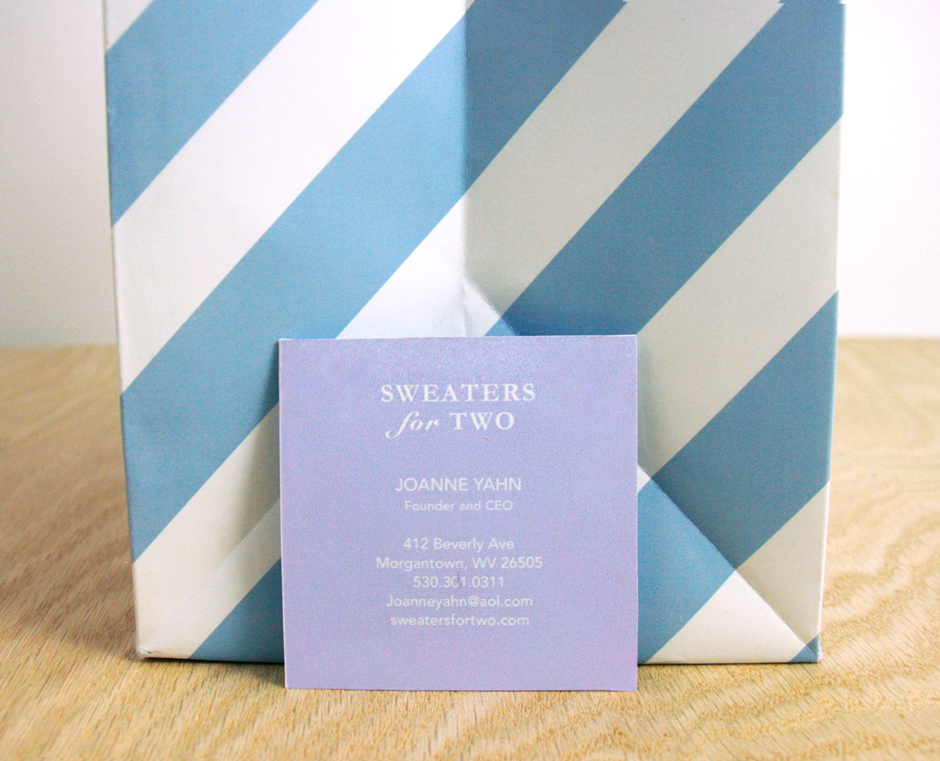 SWEATERS
for TWO
JOANNE YAHN
Founder and CEO
412 Beverly Ave
Morgantown, WV 26505
530.301.0311
Joanneyahn@aol.com
sweatersfortwo.com